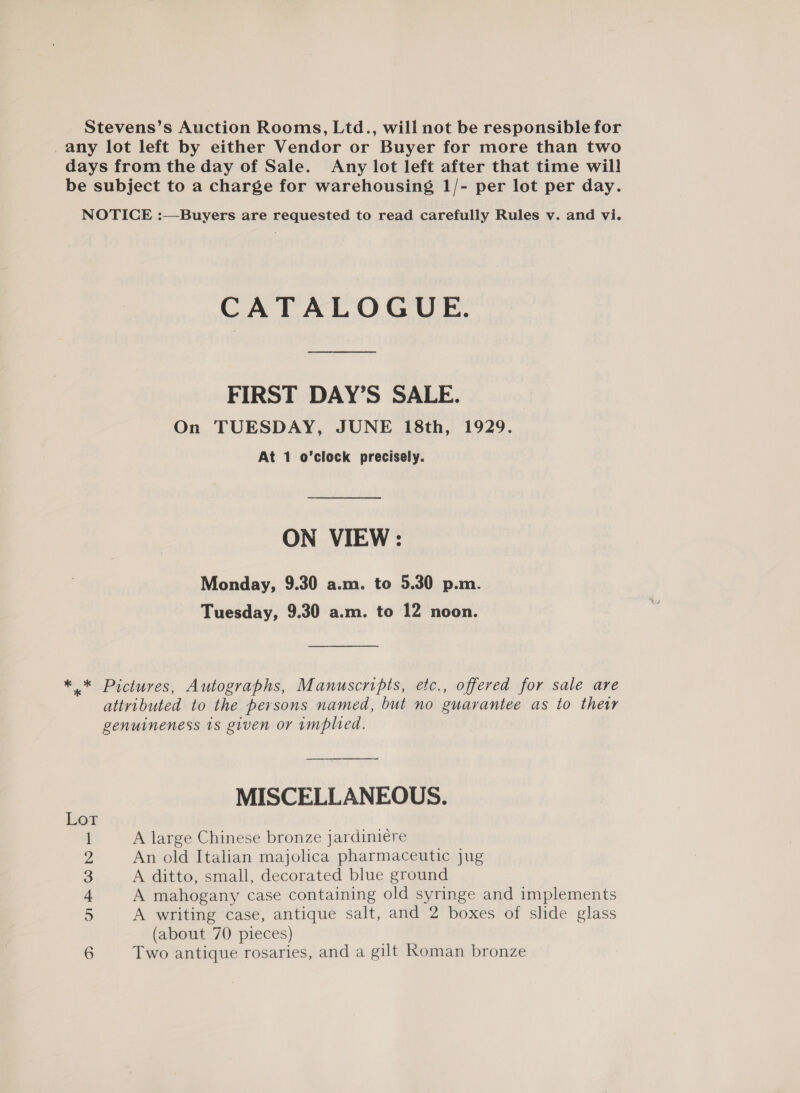 Stevens’s Auction Rooms, Ltd., will not be responsible for
any lot left by either Vendor or Buyer for more than two
days from the day of Sale. Any lot left after that time will
be subject to a charge for warehousing 1/- per lot per day.
NOTICE :—Buyers are requested to read carefully Rules v. and vi.
CATALOGUE.
FIRST DAY’S SALE.
On TUESDAY, JUNE 18th, 1929.
At 1 o’clock precisely.
ON VIEW :
Monday, 9.30 a.m. to 5.30 p.m.
Tuesday, 9.30 a.m. to 12 noon.
*⁎* Pictures, Autographs, Manuscripts, etc., offered for sale are
attributed to the persons named, but no guarantee as to their
genuineness is given or implied.
MISCELLANEOUS.
LOT
1 A large Chinese bronze jardinière
2 An old Italian majolica pharmaceutic jug
3 A ditto, small, decorated blue ground
4 A mahogany case containing old syringe and implements
5 A writing case, antique salt, and 2 boxes of slide glass
(about 70 pieces)
6 Two antique rosaries, and a gilt Roman bronze